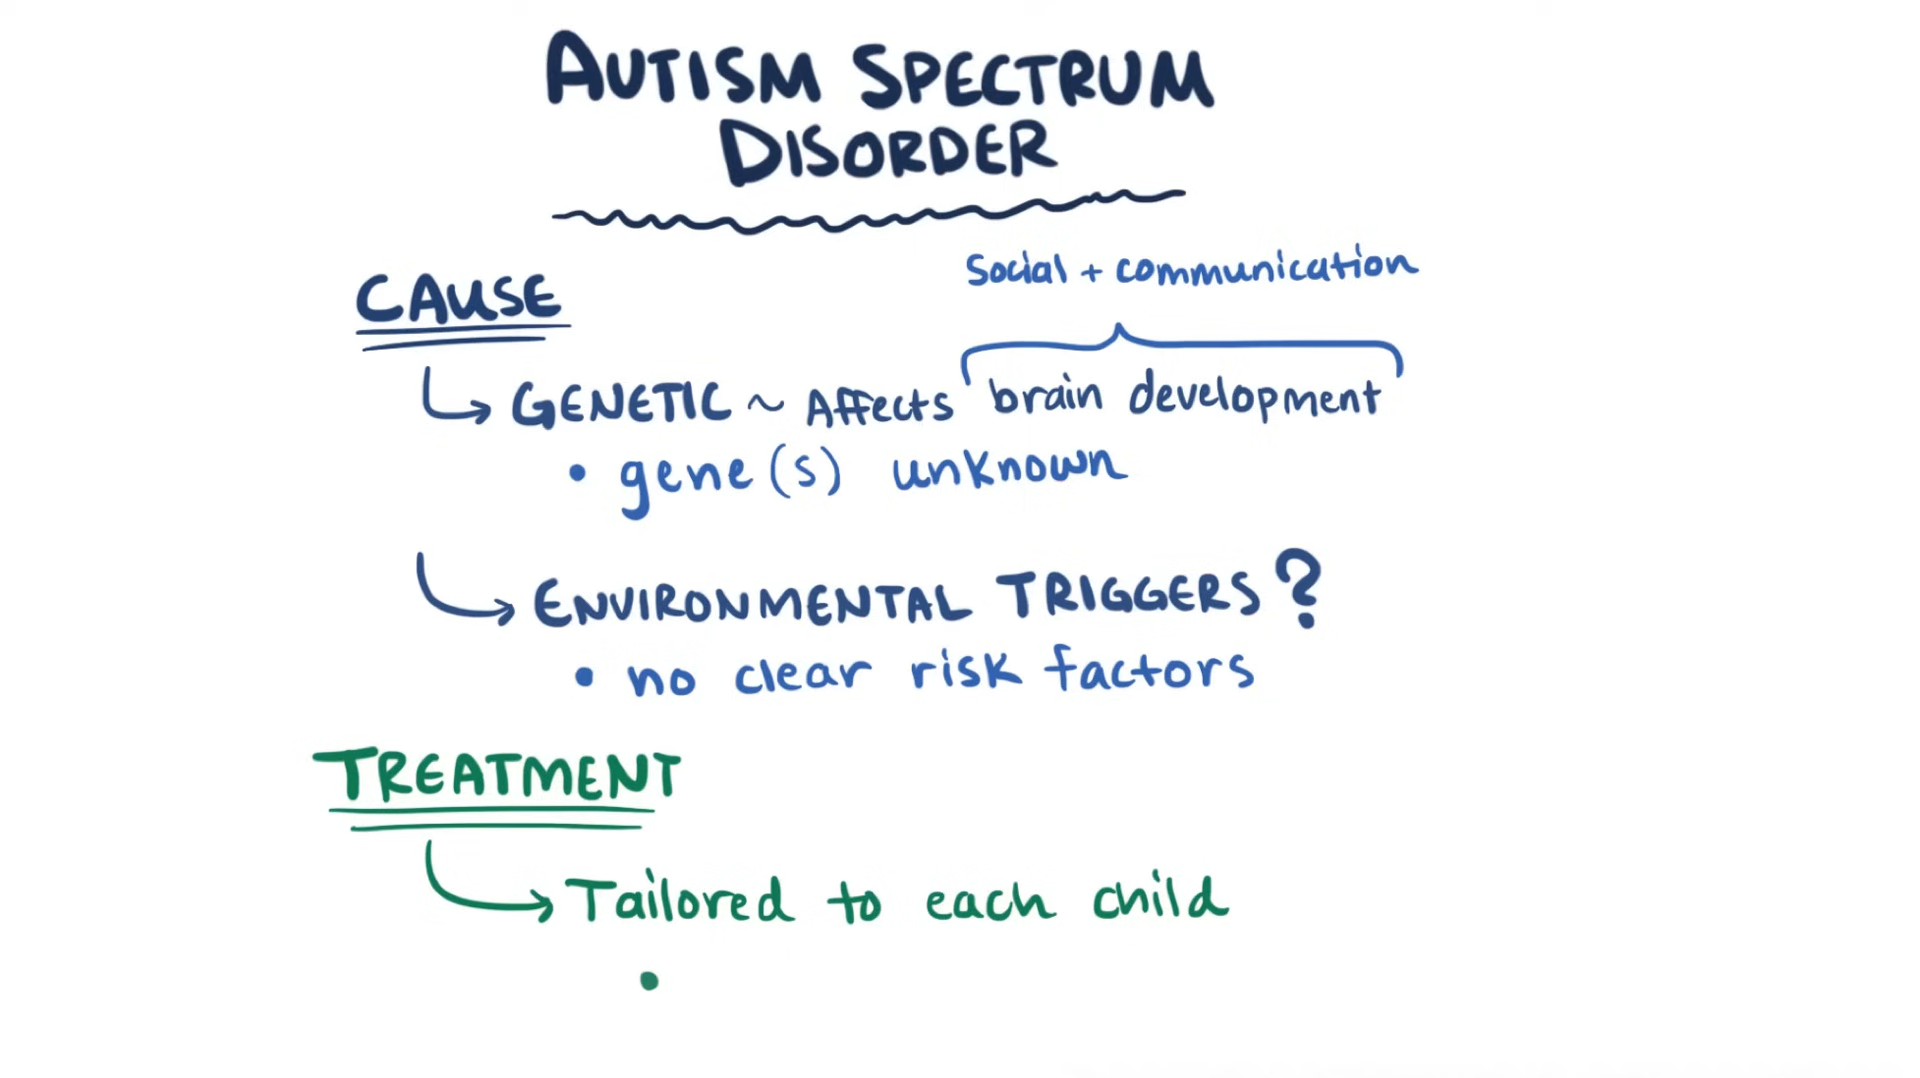 AUTISM SPECTRUM
DISORDER
CAUSE
Social + communication
GENETIC ~ Affects brain development
• gene(s) unknown
ENVIRONMENTAL TRIGGERS?
• no clear risk factors
TREATMENT
Tailored to each child
•